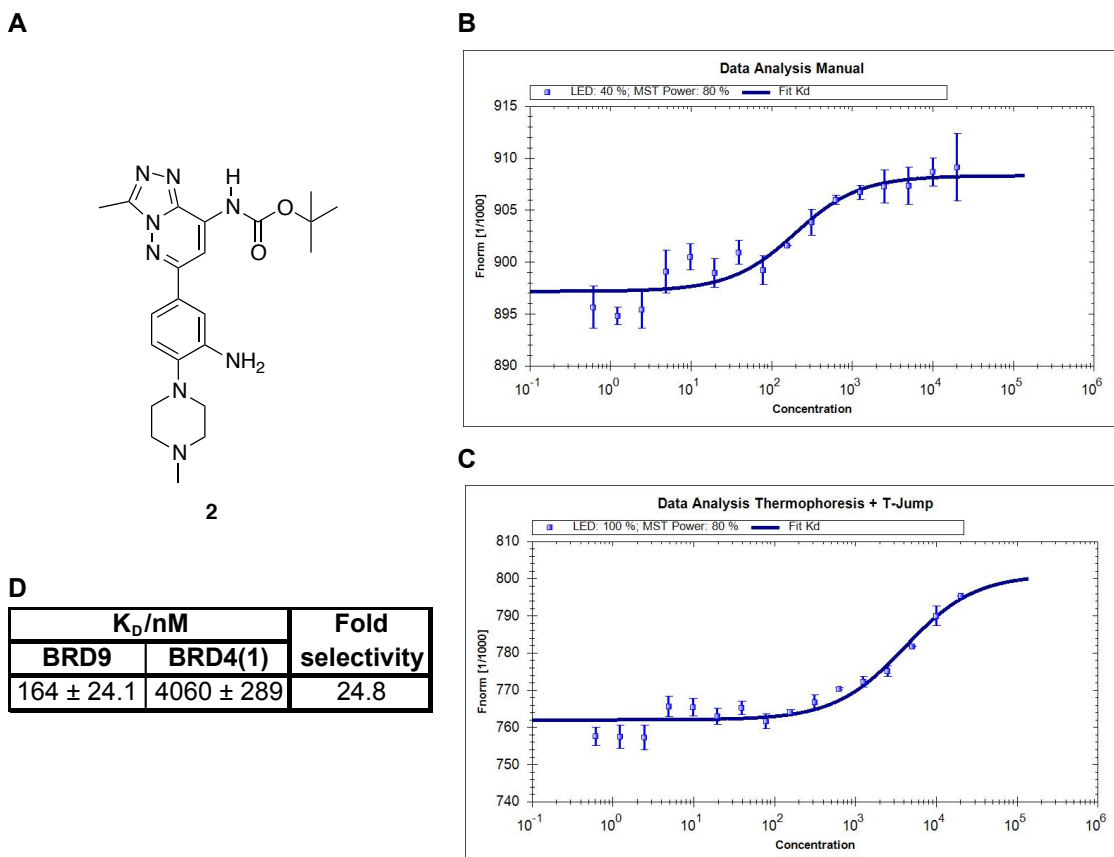 A
N
N
N
N
H
N
O
O
NH₂
N
N
2
B
Data Analysis Manual
LED: 40 %; MST Power: 80 % Fit Kd
Fnorm [1/1000]
915
910
905
900
895
890
10⁻¹ 10⁰ 10¹ 10² 10³ 10⁴ 10⁵ 10⁶
Concentration
C
Data Analysis Thermophoresis + T-Jump
LED: 100 %; MST Power: 80 % Fit Kd
Fnorm [1/1000]
810
800
790
780
770
760
750
740
10⁻¹ 10⁰ 10¹ 10² 10³ 10⁴ 10⁵ 10⁶
Concentration
D
K_D/nM Fold selectivity
BRD9 BRD4(1)
164 ± 24.1 4060 ± 289 24.8